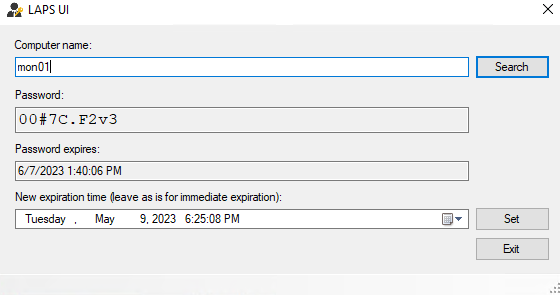 LAPS UI
Computer name:
mon01
Search
Password:
00#7C.F2v3
Password expires:
6/7/2023 1:40:06 PM
New expiration time (leave as is for immediate expiration):
Tuesday , May 9, 2023 6:25:08 PM
Set
Exit